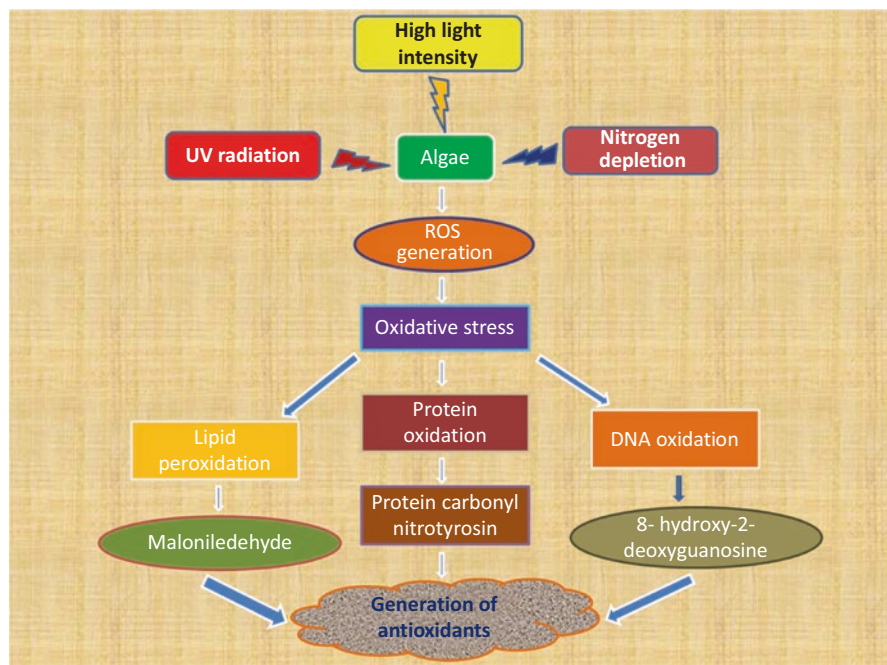 High light
intensity
UV radiation
Algae
Nitrogen
depletion
ROS
generation
Oxidative stress
Lipid
peroxidation
Protein
oxidation
DNA oxidation
Maloniledehyde
Protein carbonyl
nitrotyrosin
8- hydroxy-2-
deoxyguanosine
Generation of
antioxidants